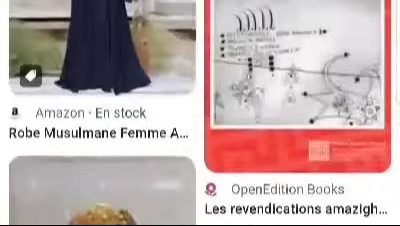 a Amazon · En stock
Robe Musulmane Femme A...
OpenEdition Books
Les revendications amazigh...